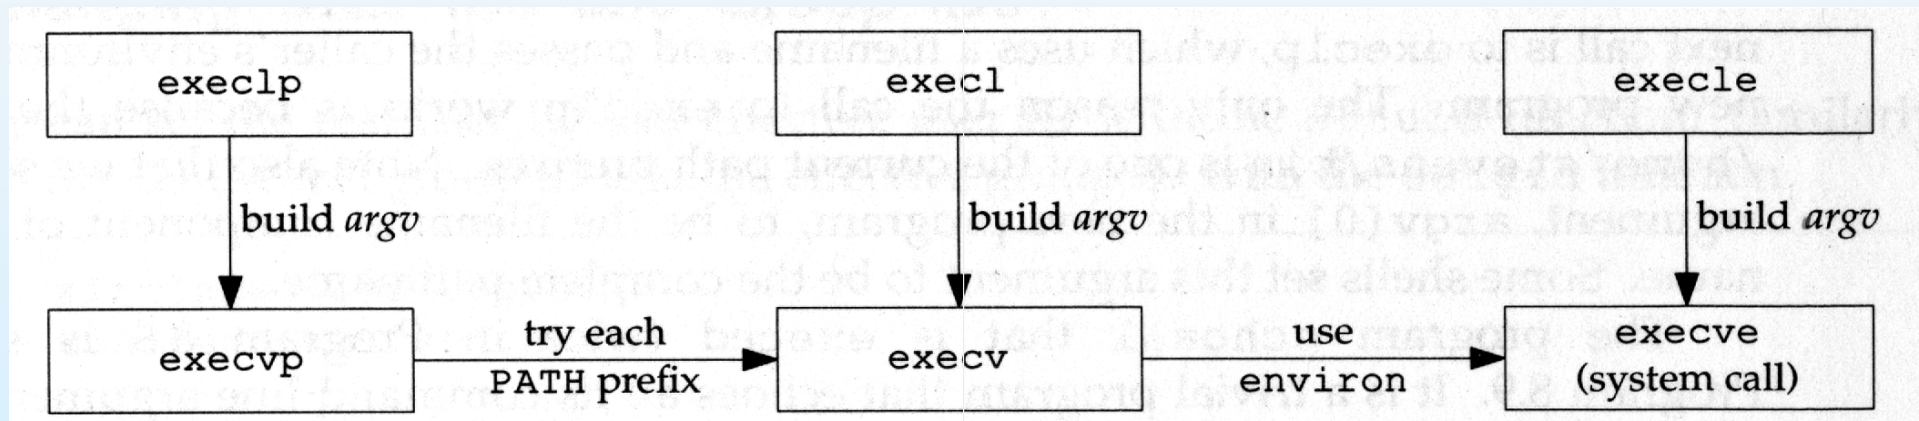 execlp
execl
execle
build argv
build argv
build argv
execvp
try each
PATH prefix
execv
use
environ
execve
(system call)